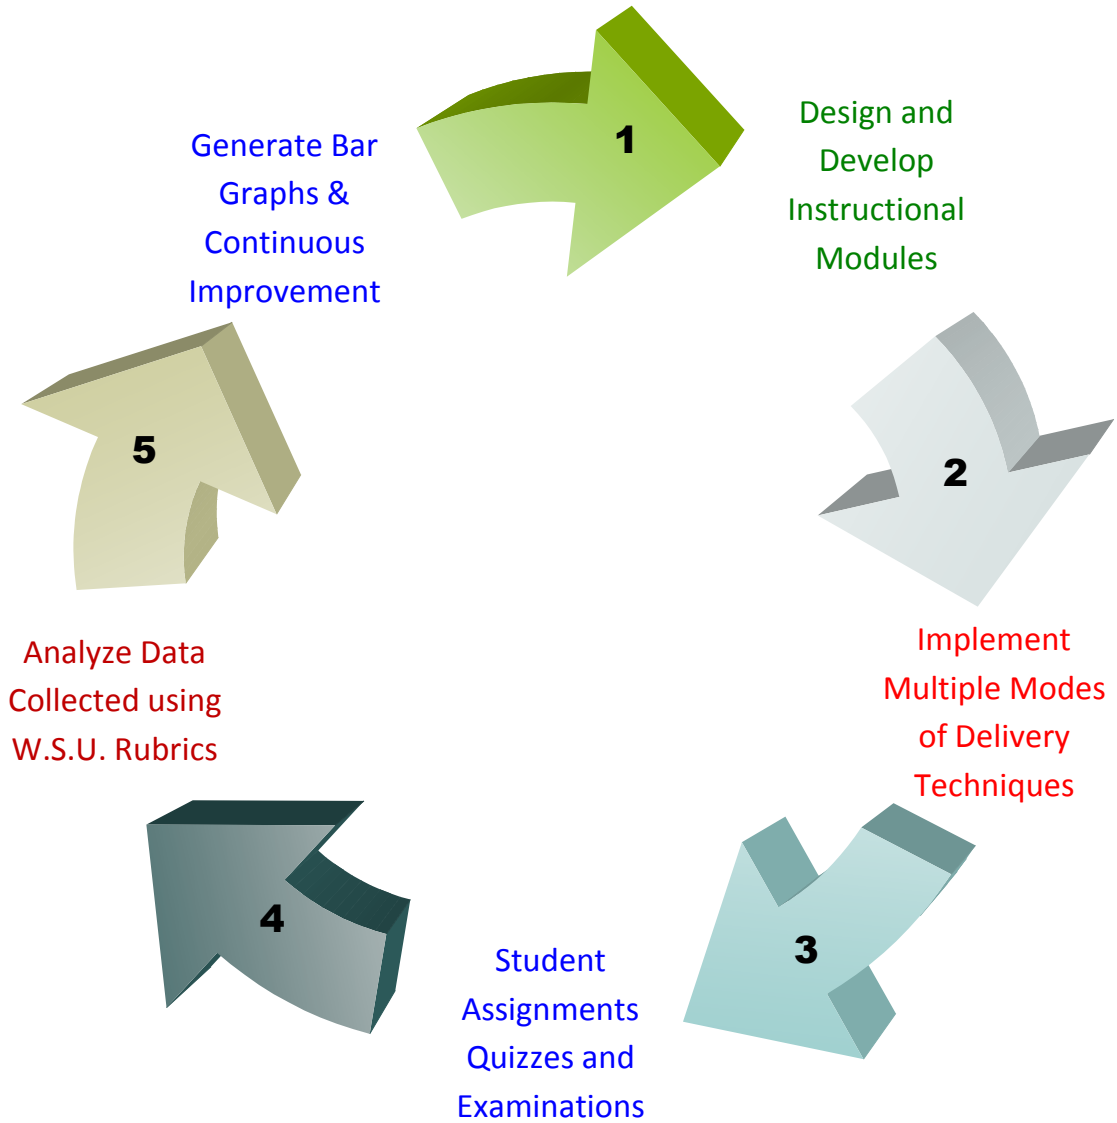 1
Design and
Develop
Instructional
Modules
2
Implement
Multiple Modes
of Delivery
Techniques
3
Student
Assignments
Quizzes and
Examinations
4
Analyze Data
Collected using
W.S.U. Rubrics
5
Generate Bar
Graphs &
Continuous
Improvement